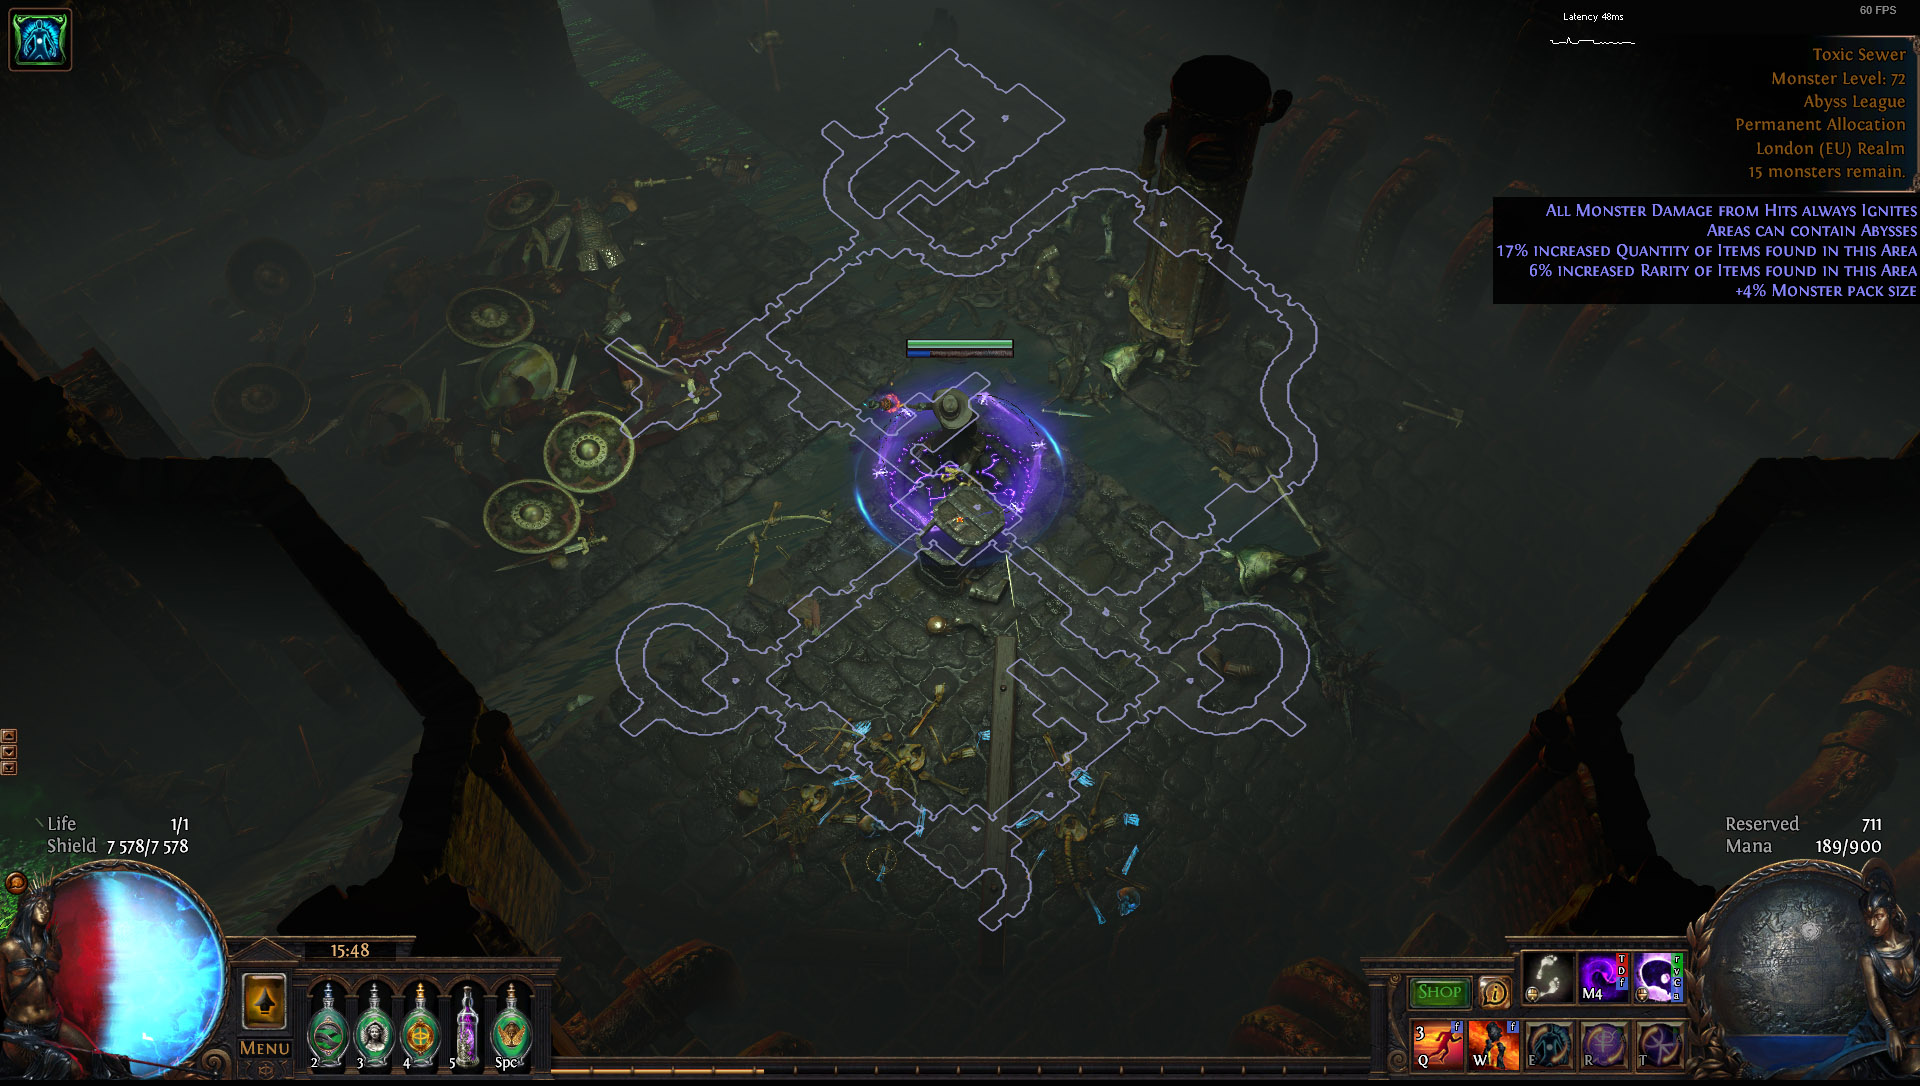 60 FPS
Latency 48ms
Toxic Sewer
Monster Level: 72
Abyss League
Permanent Allocation
London (EU) Realm
15 monsters remain.
All Monster Damage from Hits always Ignites
Areas can contain Abysses
17% increased Quantity of Items found in this Area
6% increased Rarity of Items found in this Area
+4% Monster pack size
Life 1/1
Shield 7 578/7 578
Reserved 711
Mana 189/900
15:48
Menu
2 3 4 5 Spc
Shop
M4
T
D
f
r
v
C
a
3 f f
Q W E R T